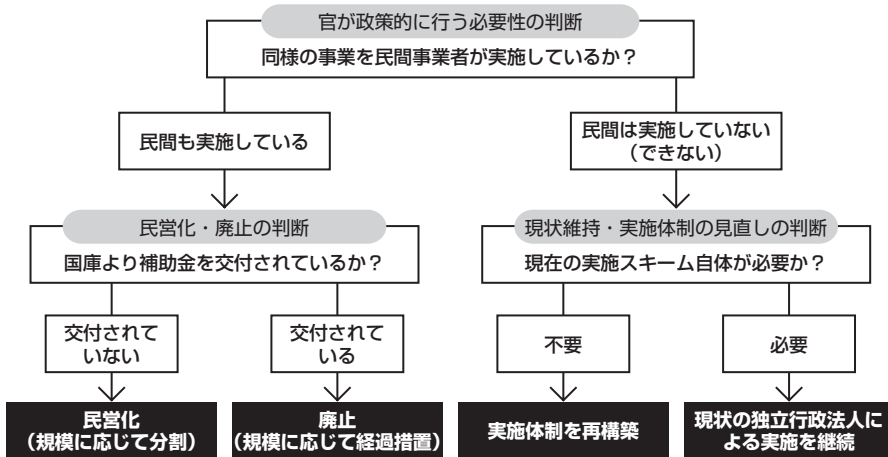 官が政策的に行う必要性の判断
同様の事業を民間事業者が実施しているか？
民間も実施している
民間は実施していない
（できない）
民営化・廃止の判断
国庫より補助金を交付されているか？
現状維持・実施体制の見直しの判断
現在の実施スキーム自体が必要か？
交付されて
いない
交付されて
いる
不要
必要
民営化
（規模に応じて分割）
廃止
（規模に応じて経過措置）
実施体制を再構築
現状の独立行政法人に
よる実施を継続